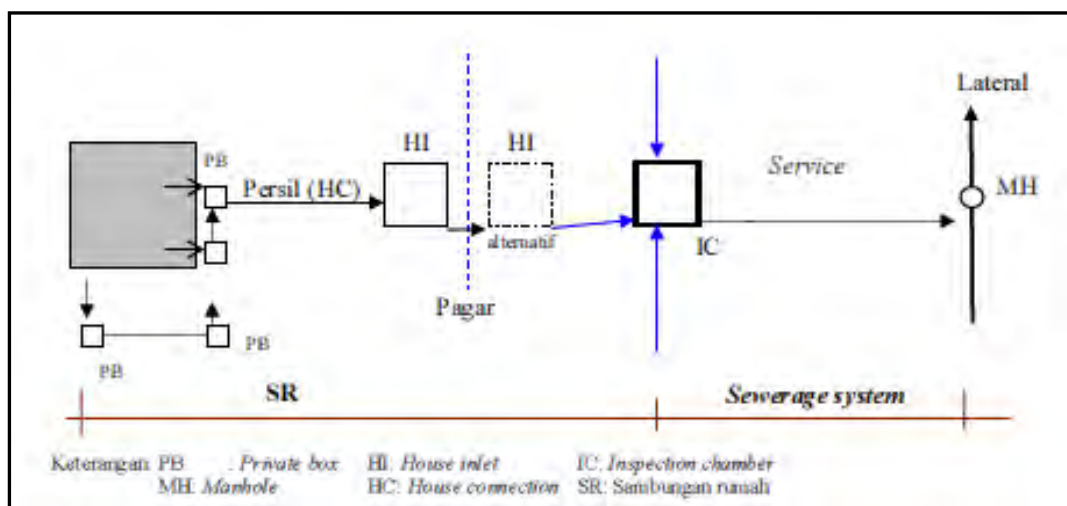 Lateral
HI
HI
PB
Service
Persil (HC)
MH
alternatif
IC
Pagar
PB
PB
SR
Sewerage system
Keterangan: PB : Private box HI: House inlet IC: Inspection chamber
MH: Manhole HC: House connection SR: Sambungan rumah